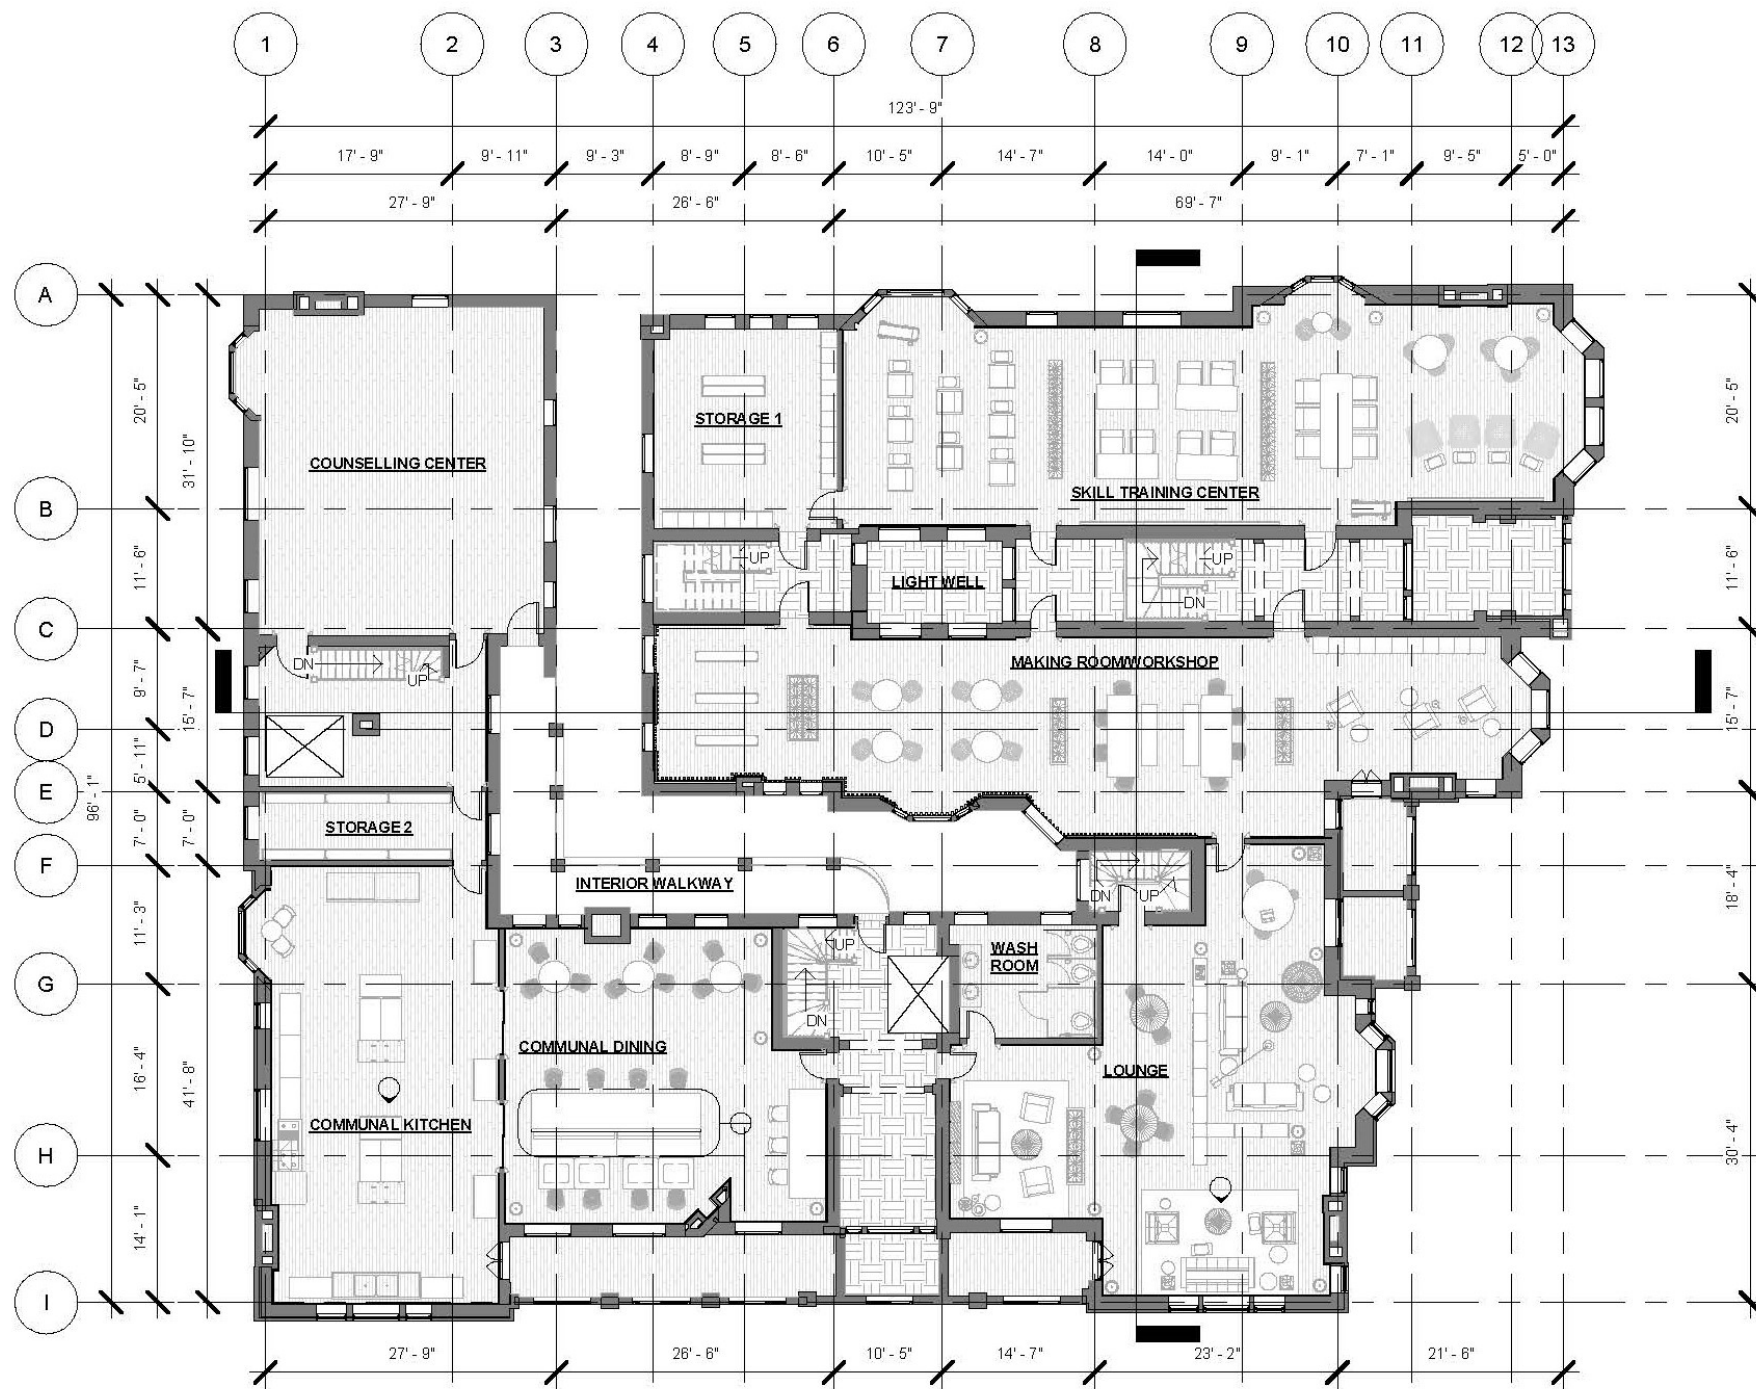 1 2 3 4 5 6 7 8 9 10 11 12 13
123' - 9"
17' - 9" 9' - 11" 9' - 3" 8' - 9" 8' - 6" 10' - 5" 14' - 7" 14' - 0" 9' - 1" 7' - 1" 9' - 5" 5' - 0"
27' - 9" 26' - 6" 69' - 7"
A
B
C
D
E
F
G
H
I
96' - 1"
20' - 5"
11' - 6"
9' - 7"
5' - 11"
7' - 0"
11' - 3"
16' - 4"
14' - 1"
31' - 10"
15' - 7"
7' - 0"
41' - 8"
STORAGE 1
COUNSELLING CENTER
SKILL TRAINING CENTER
UP
LIGHT WELL
UP
DN
DN
UP
MAKING ROOM/WORKSHOP
STORAGE 2
INTERIOR WALKWAY
DN
UP
UP
DN
WASH
ROOM
COMMUNAL DINING
LOUNGE
COMMUNAL KITCHEN
20' - 5"
11' - 6"
15' - 7"
18' - 4"
30' - 4"
27' - 9" 26' - 6" 10' - 5" 14' - 7" 23' - 2" 21' - 6"